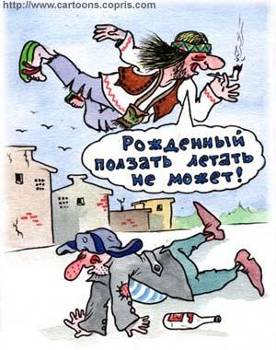 http://www.cartoons.copris.com
Рожденный
ползать летать
не может!